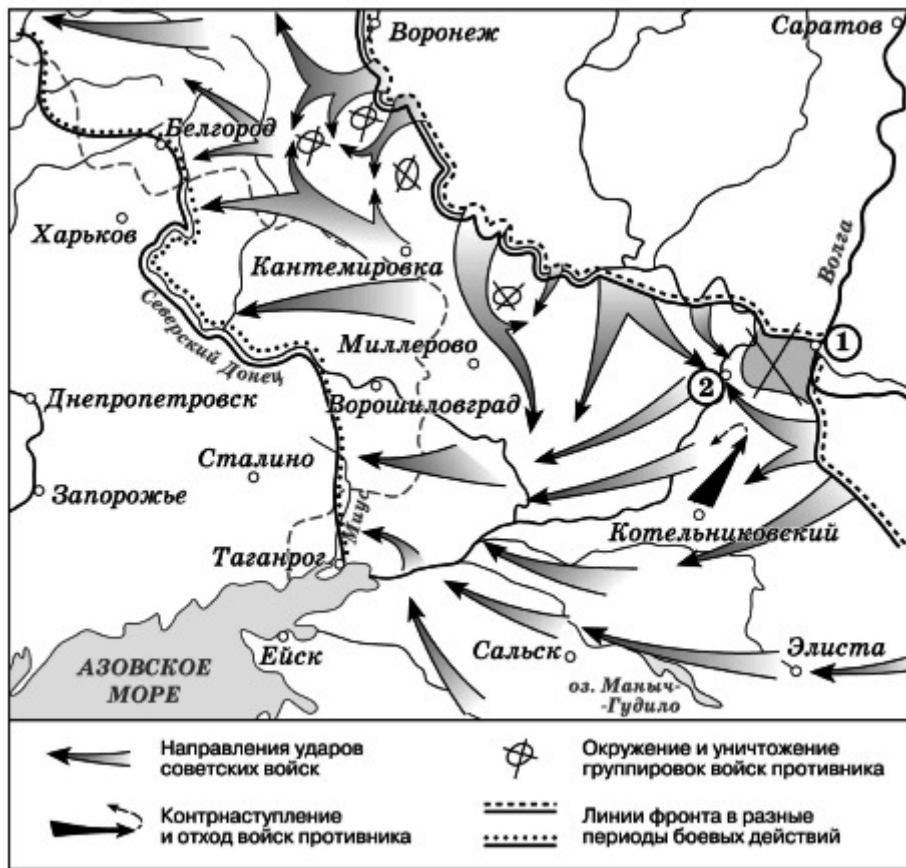 Воронеж
Саратов
Белгород
Харьков
Волга
Кантемировка
Северский Донец
Миллерово
1
2
Днепропетровск
Ворошиловград
Сталино
Запорожье
Миус
Котельниковский
Таганрог
Ейск
Сальск
Элиста
АЗОВСКОЕ
МОРЕ
оз. Маныч-
-Гудило
Направления ударов
советских войск
Окружение и уничтожение
группировок войск противника
Контрнаступление
и отход войск противника
Линии фронта в разные
периоды боевых действий